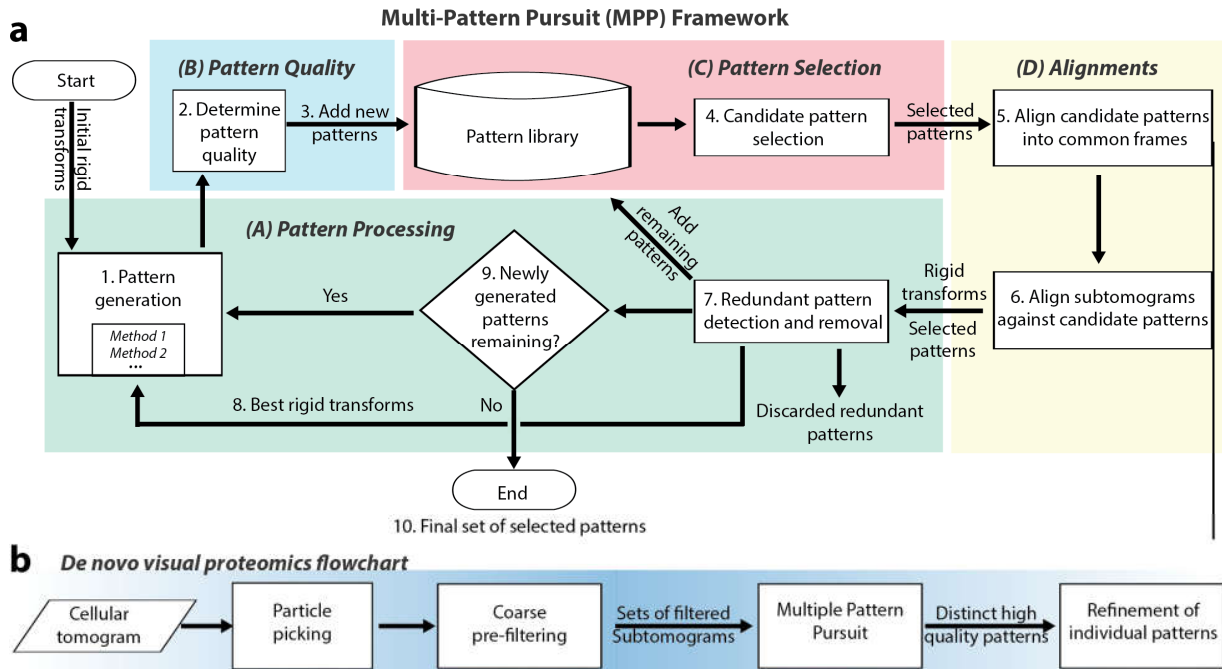 Multi-Pattern Pursuit (MPP) Framework
a
Start
Initial rigid
transforms
(B) Pattern Quality
2. Determine
pattern
quality
3. Add new
patterns
(C) Pattern Selection
Pattern library
4. Candidate pattern
selection
Selected
patterns
(D) Alignments
5. Align candidate patterns
into common frames
6. Align subtomograms
against candidate patterns
Rigid
transforms
Selected
patterns
(A) Pattern Processing
1. Pattern
generation
Method 1
Method 2
...
Yes
9. Newly
generated
patterns
remaining?
Add
remaining
patterns
7. Redundant pattern
detection and removal
8. Best rigid transforms
No
Discarded redundant
patterns
End
10. Final set of selected patterns
b
De novo visual proteomics flowchart
Cellular
tomogram
Particle
picking
Coarse
pre-filtering
Sets of filtered
Subtomograms
Multiple Pattern
Pursuit
Distinct high
quality patterns
Refinement of
individual patterns